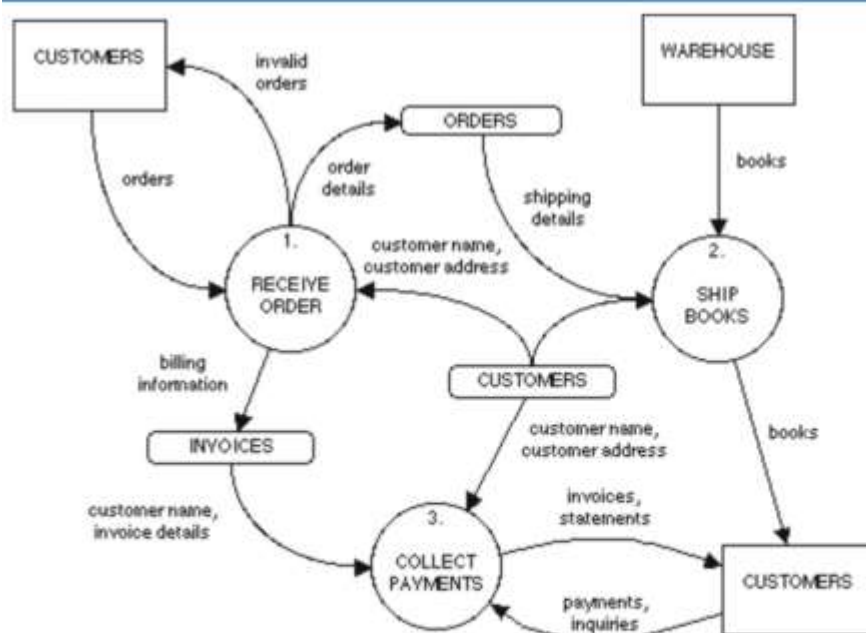 CUSTOMERS
invalid
orders
WAREHOUSE
ORDERS
orders
order
details
books
shipping
details
1.
RECEIVE
ORDER
customer name,
customer address
2.
SHIP
BOOKS
billing
information
CUSTOMERS
INVOICES
customer name,
customer address
books
customer name,
invoice details
invoices,
statements
3.
COLLECT
PAYMENTS
CUSTOMERS
payments,
inquiries